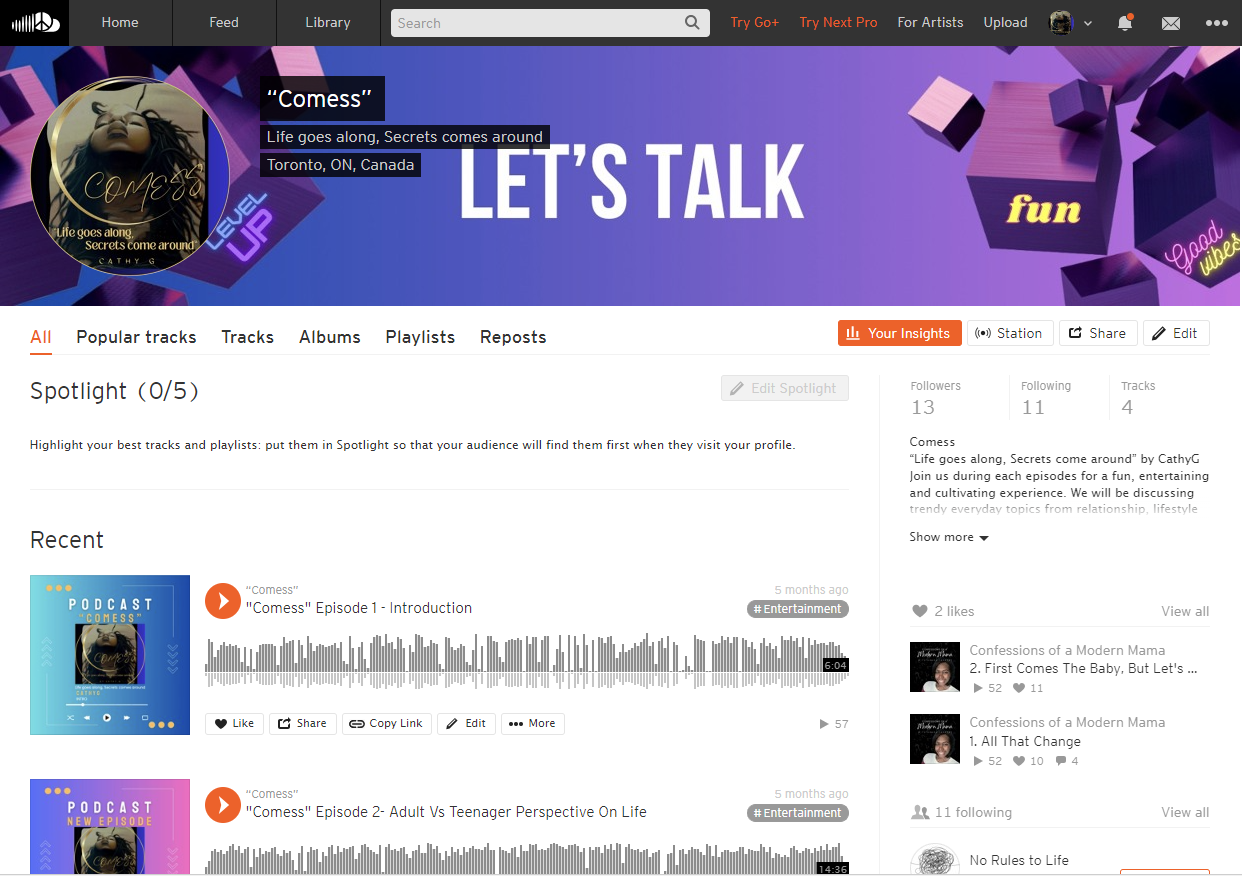 Home
Feed
Library
Search
Try Go+
Try Next Pro
For Artists
Upload
“Comess”
Life goes along, Secrets comes around
Toronto, ON, Canada
COMESS
Life goes along,
Secrets come around
CATHY G
LEVEL
UP
LET’S TALK
fun
Good
vibes
All
Popular tracks
Tracks
Albums
Playlists
Reposts
Your Insights
Station
Share
Edit
Spotlight (0/5)
Edit Spotlight
Highlight your best tracks and playlists: put them in Spotlight so that your audience will find them first when they visit your profile.
Followers
13
Following
11
Tracks
4
Comess
“Life goes along, Secrets come around” by CathyG
Join us during each episodes for a fun, entertaining
and cultivating experience. We will be discussing
trendy everyday topics from relationship, lifestyle
Show more
Recent
PODCAST
“COMESS”
Life goes along, Secrets come around
CATHYG
INTRO
“Comess”
5 months ago
"Comess" Episode 1 - Introduction
# Entertainment
6:04
Like
Share
Copy Link
Edit
More
57
PODCAST
NEW EPISODE
“Comess”
5 months ago
"Comess" Episode 2- Adult Vs Teenager Perspective On Life
# Entertainment
14:36
2 likes
View all
Confessions of a Modern Mama
2. First Comes The Baby, But Let's ...
52
11
Confessions of a Modern Mama
1. All That Change
52
10
4
11 following
View all
No Rules to Life